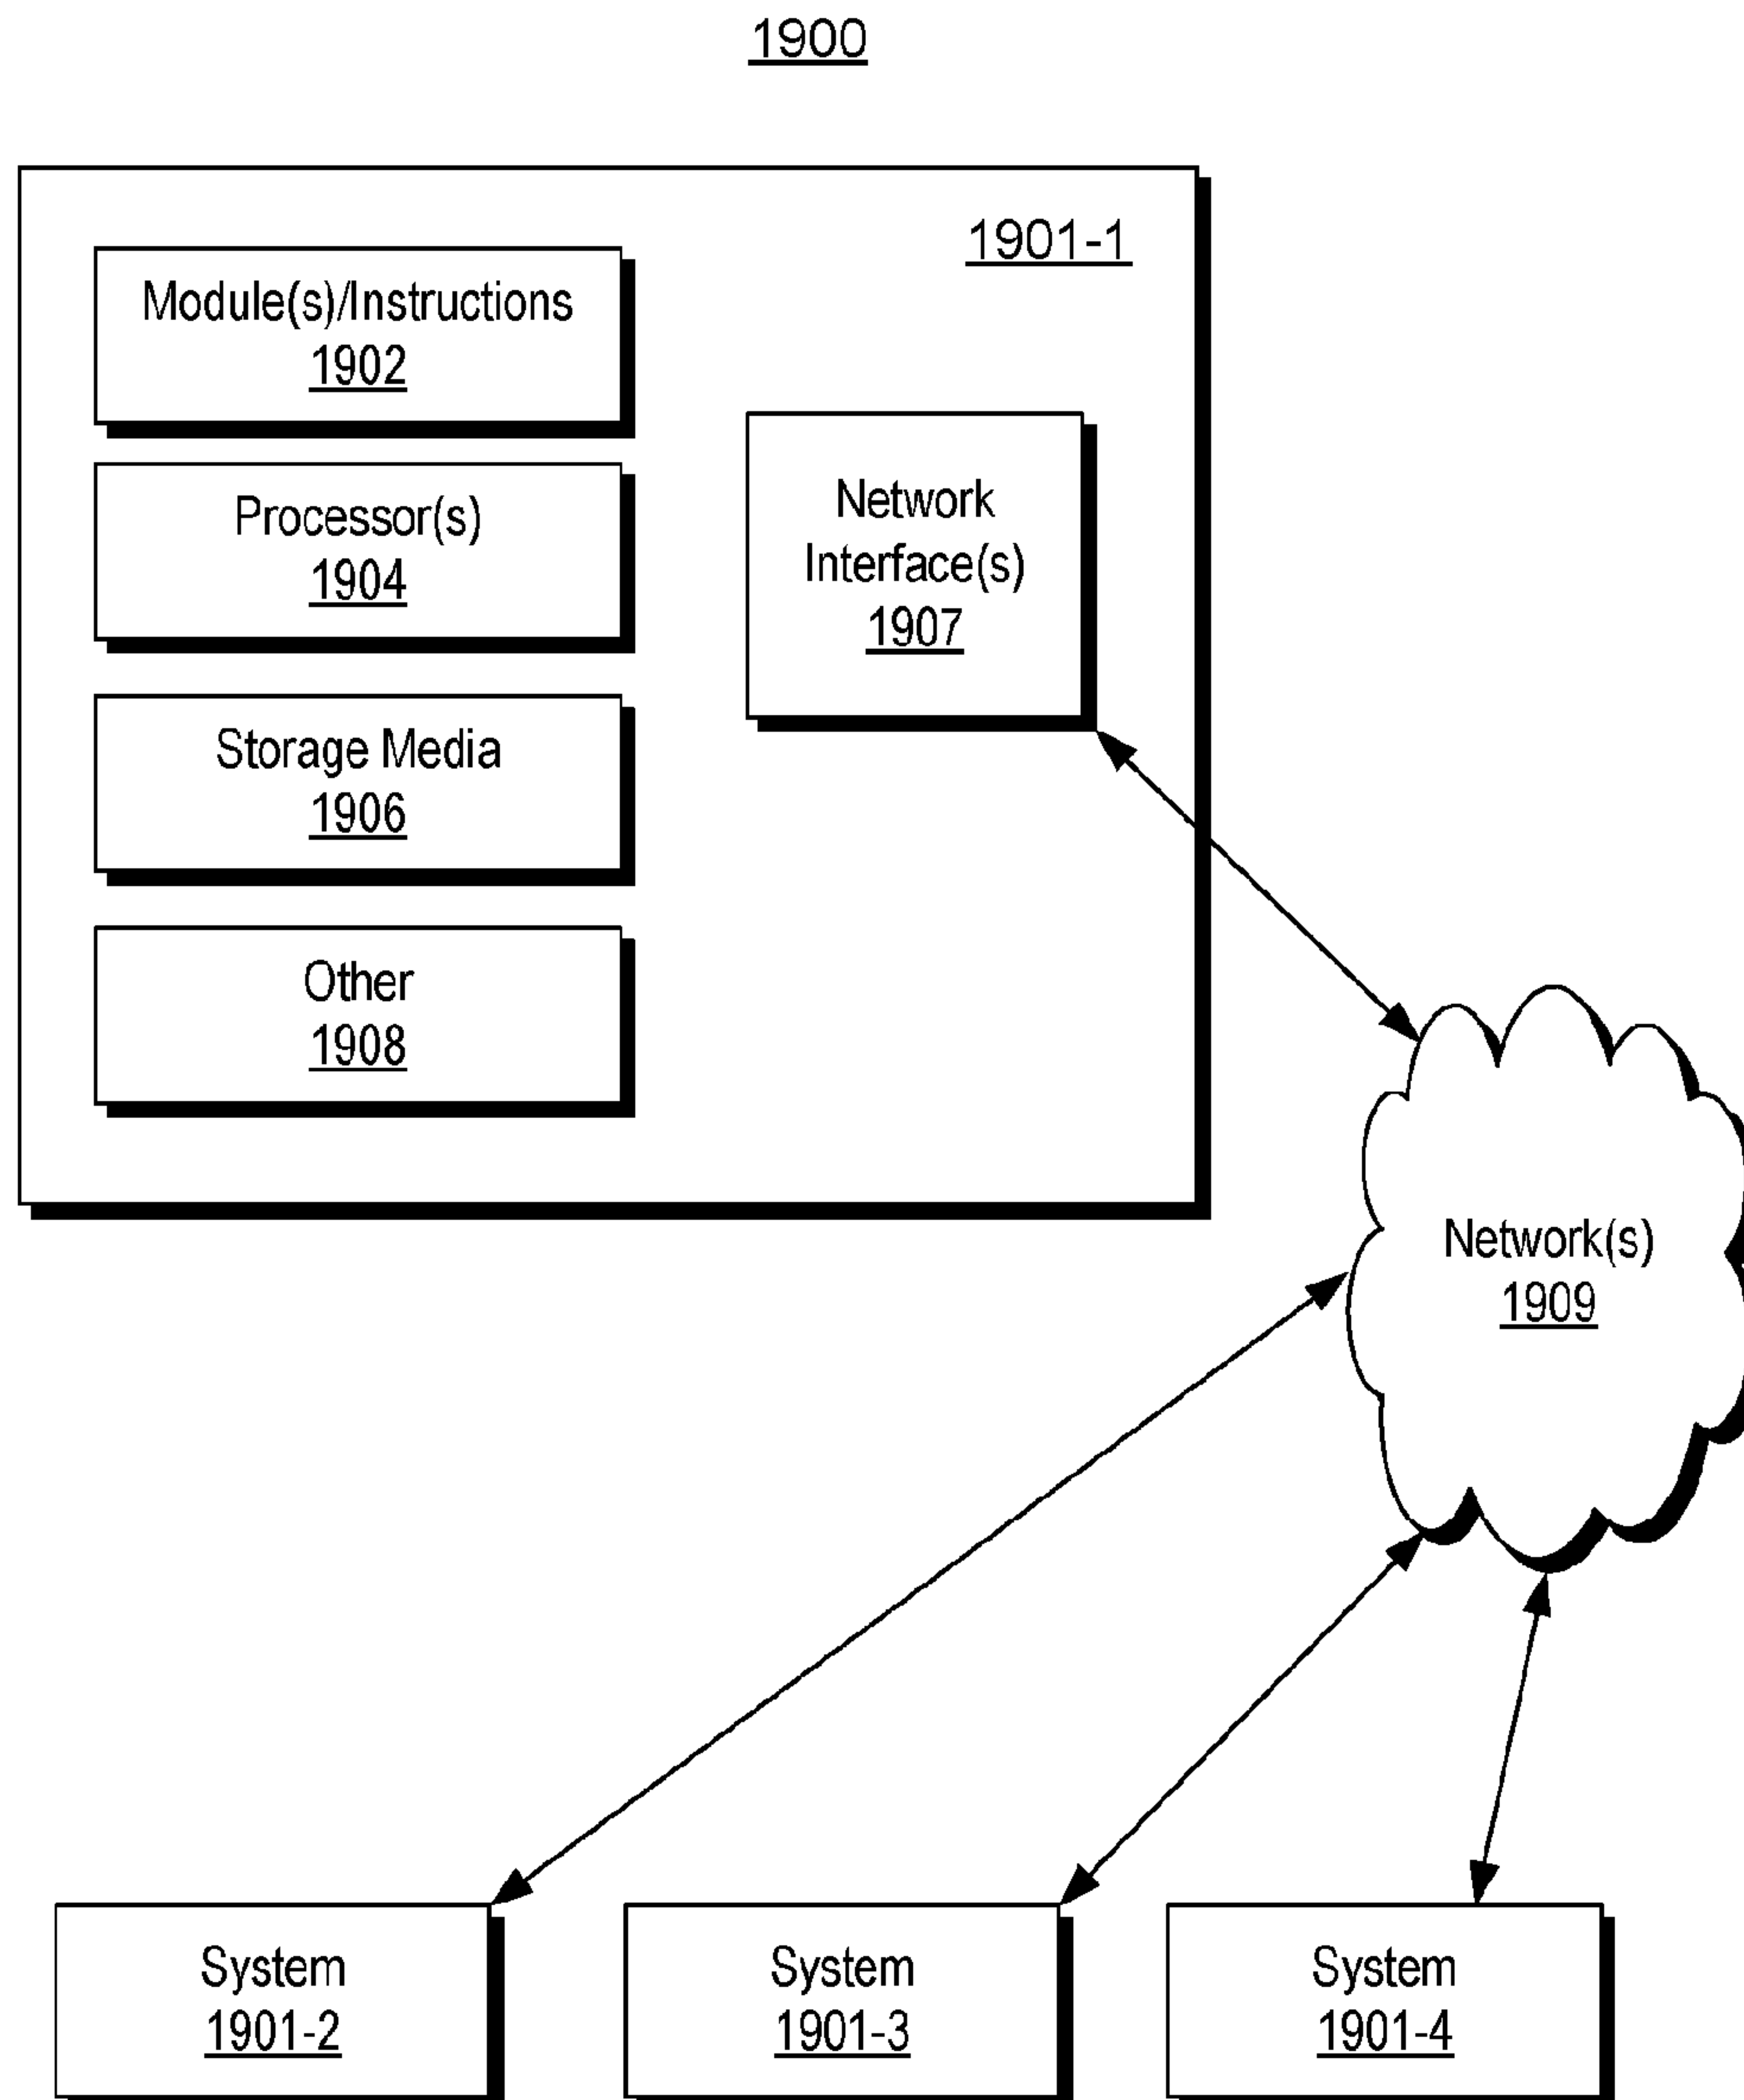 1900
1901-1
Module(s)/Instructions
1902
Processor(s)
1904
Storage Media
1906
Other
1908
Network
Interface(s)
1907
Network(s)
1909
System
1901-2
System
1901-3
System
1901-4